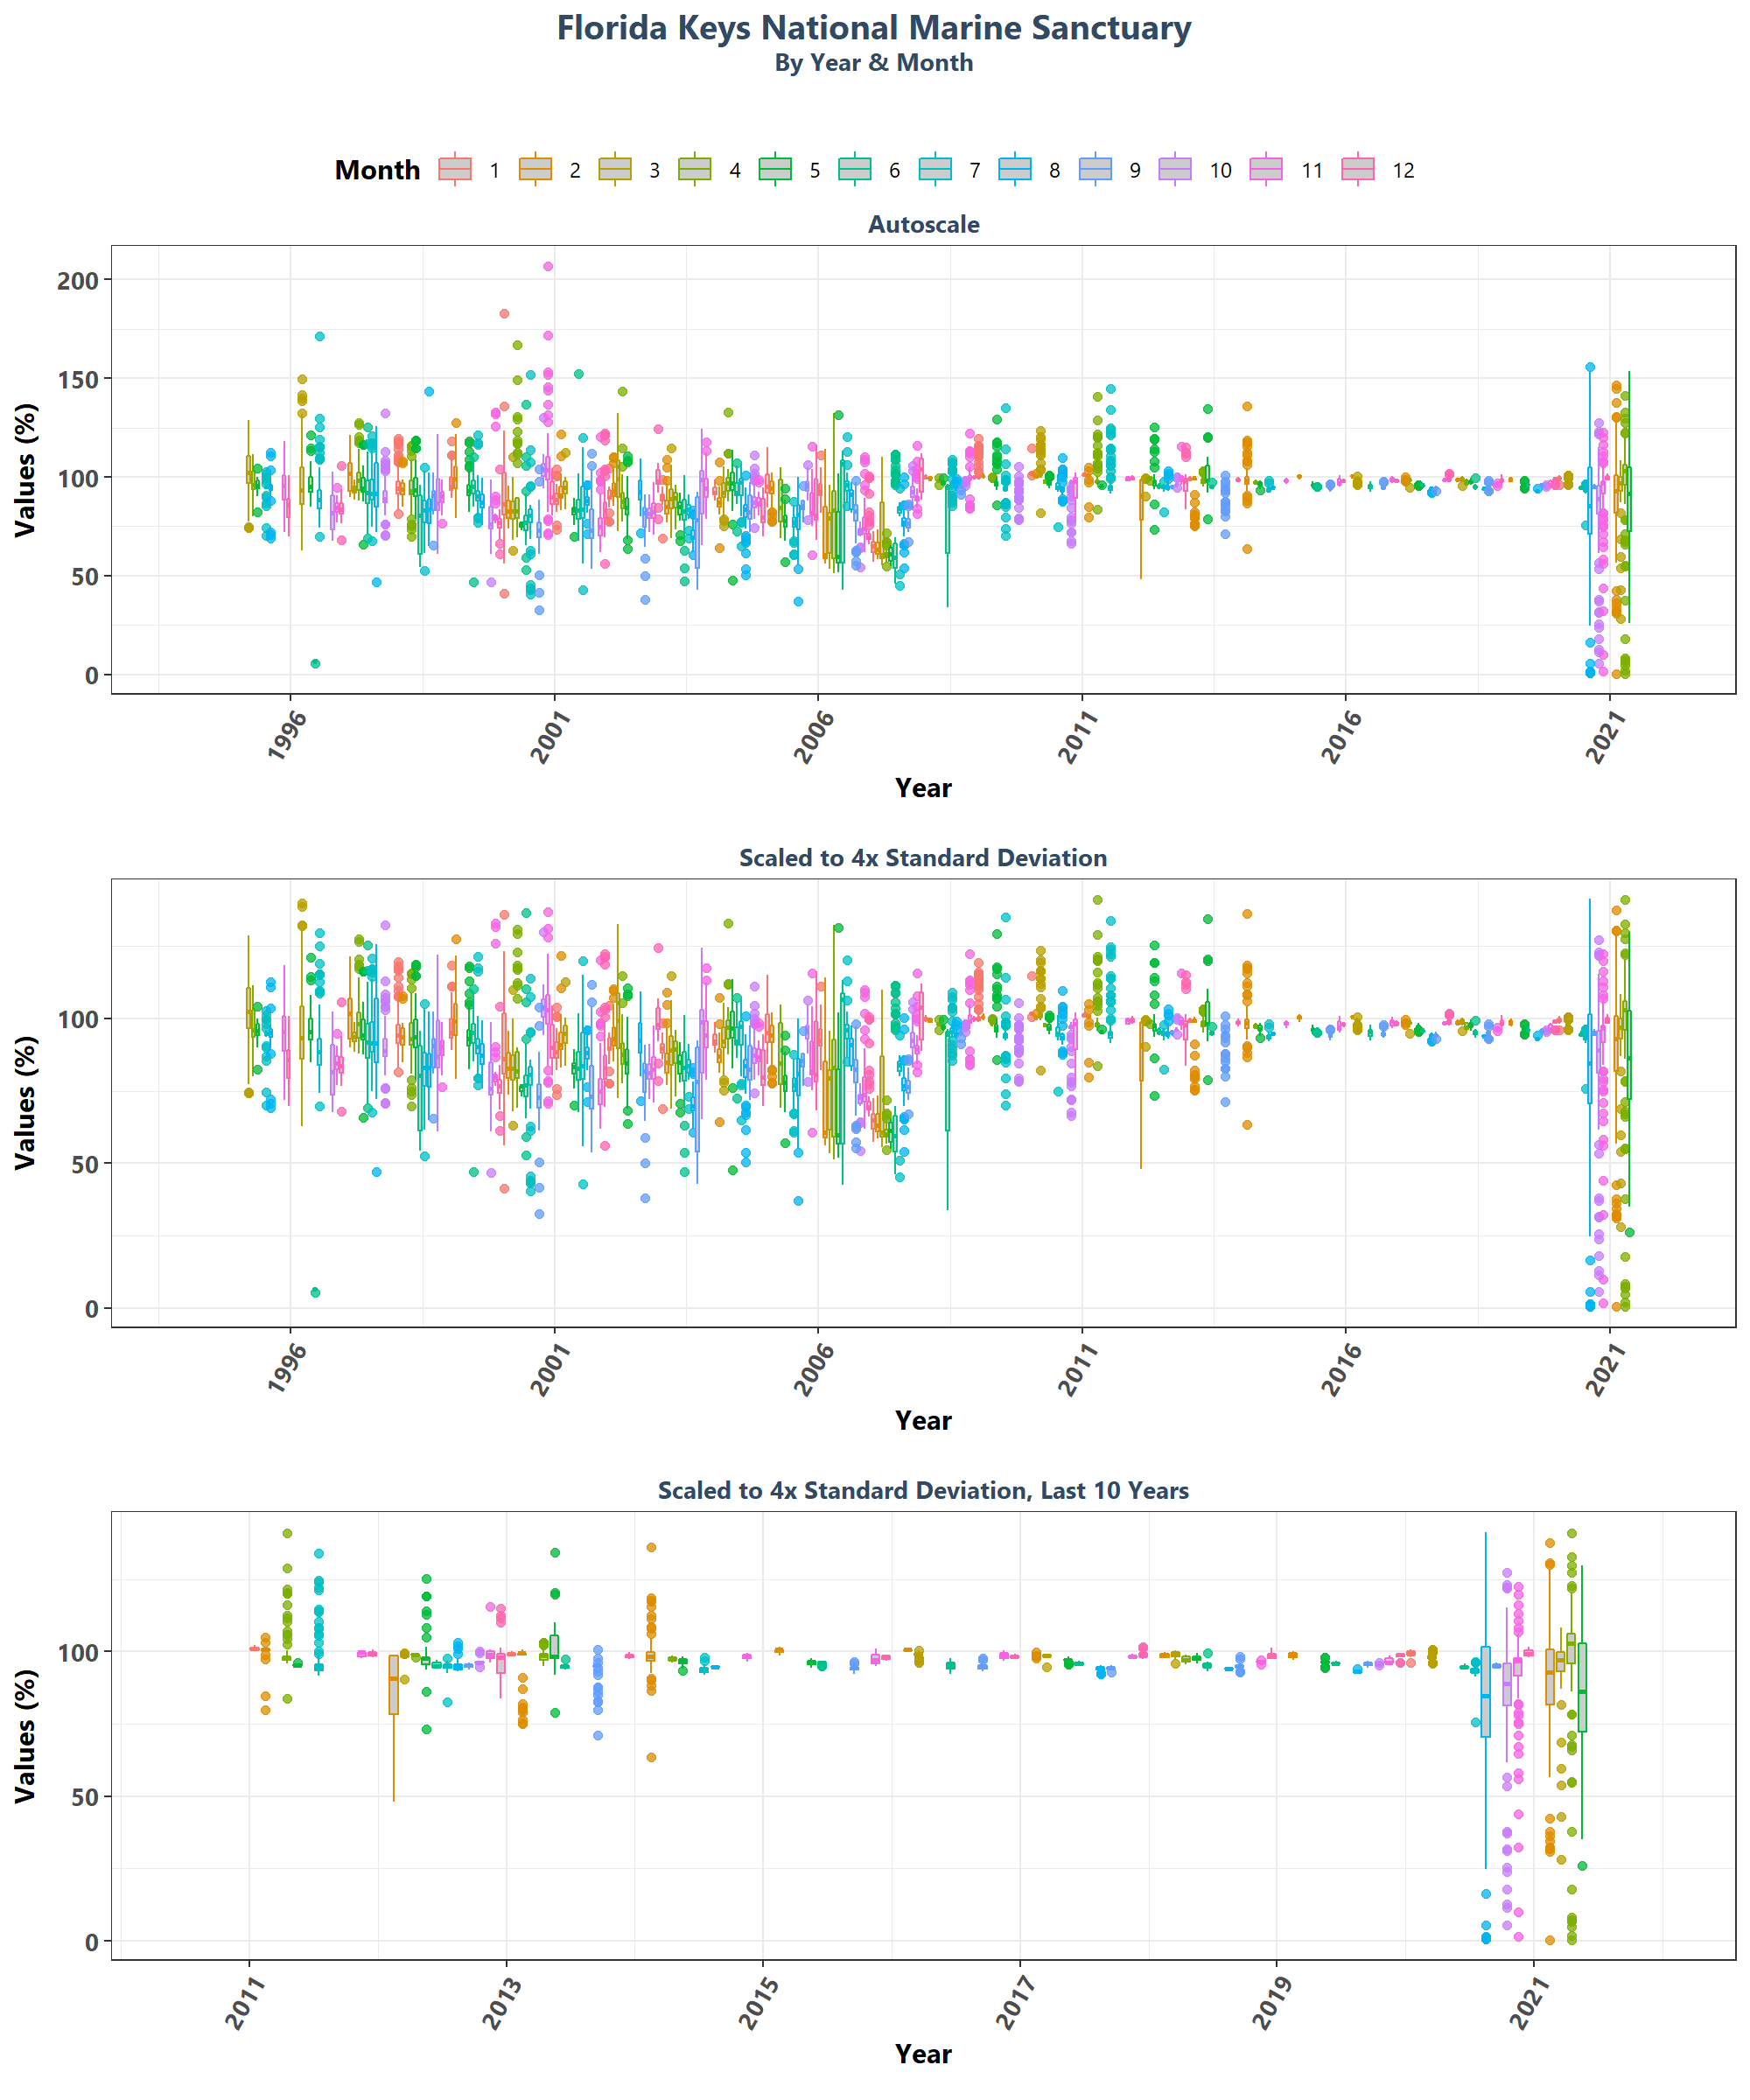 Florida Keys National Marine Sanctuary
By Year & Month
Month 1 2 3 4 5 6 7 8 9 10 11 12
Autoscale
Values (%)
200
150
100
50
0
1996 2001 2006 2011 2016 2021
Year
Scaled to 4x Standard Deviation
Values (%)
100
50
0
1996 2001 2006 2011 2016 2021
Year
Scaled to 4x Standard Deviation, Last 10 Years
Values (%)
100
50
0
2011 2013 2015 2017 2019 2021
Year